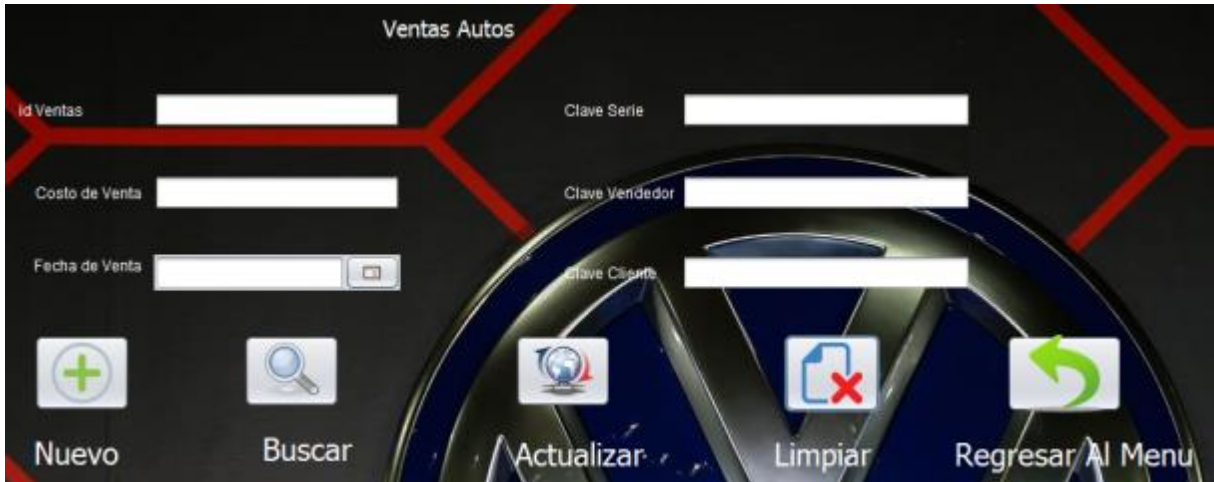 Ventas Autos
id Ventas
Clave Serie
Costo de Venta
Clave Vendedor
Fecha de Venta
Clave Cliente
Nuevo
Buscar
Actualizar
Limpiar
Regresar Al Menu